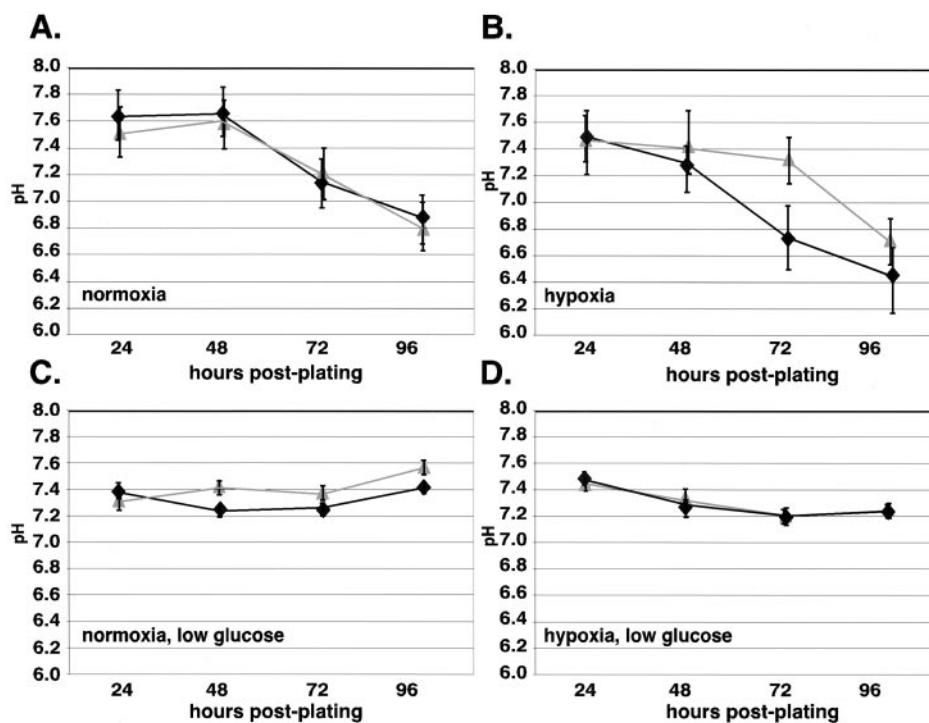 A.
8.0
7.8
7.6
7.4
7.2
7.0
6.8
6.6
6.4
6.2
6.0
pH
normoxia
24 48 72 96
hours post-plating
B.
8.0
7.8
7.6
7.4
7.2
7.0
6.8
6.6
6.4
6.2
6.0
pH
hypoxia
24 48 72 96
hours post-plating
C.
8.0
7.8
7.6
7.4
7.2
7.0
6.8
6.6
6.4
6.2
6.0
pH
normoxia, low glucose
24 48 72 96
hours post-plating
D.
8.0
7.8
7.6
7.4
7.2
7.0
6.8
6.6
6.4
6.2
6.0
pH
hypoxia, low glucose
24 48 72 96
hours post-plating